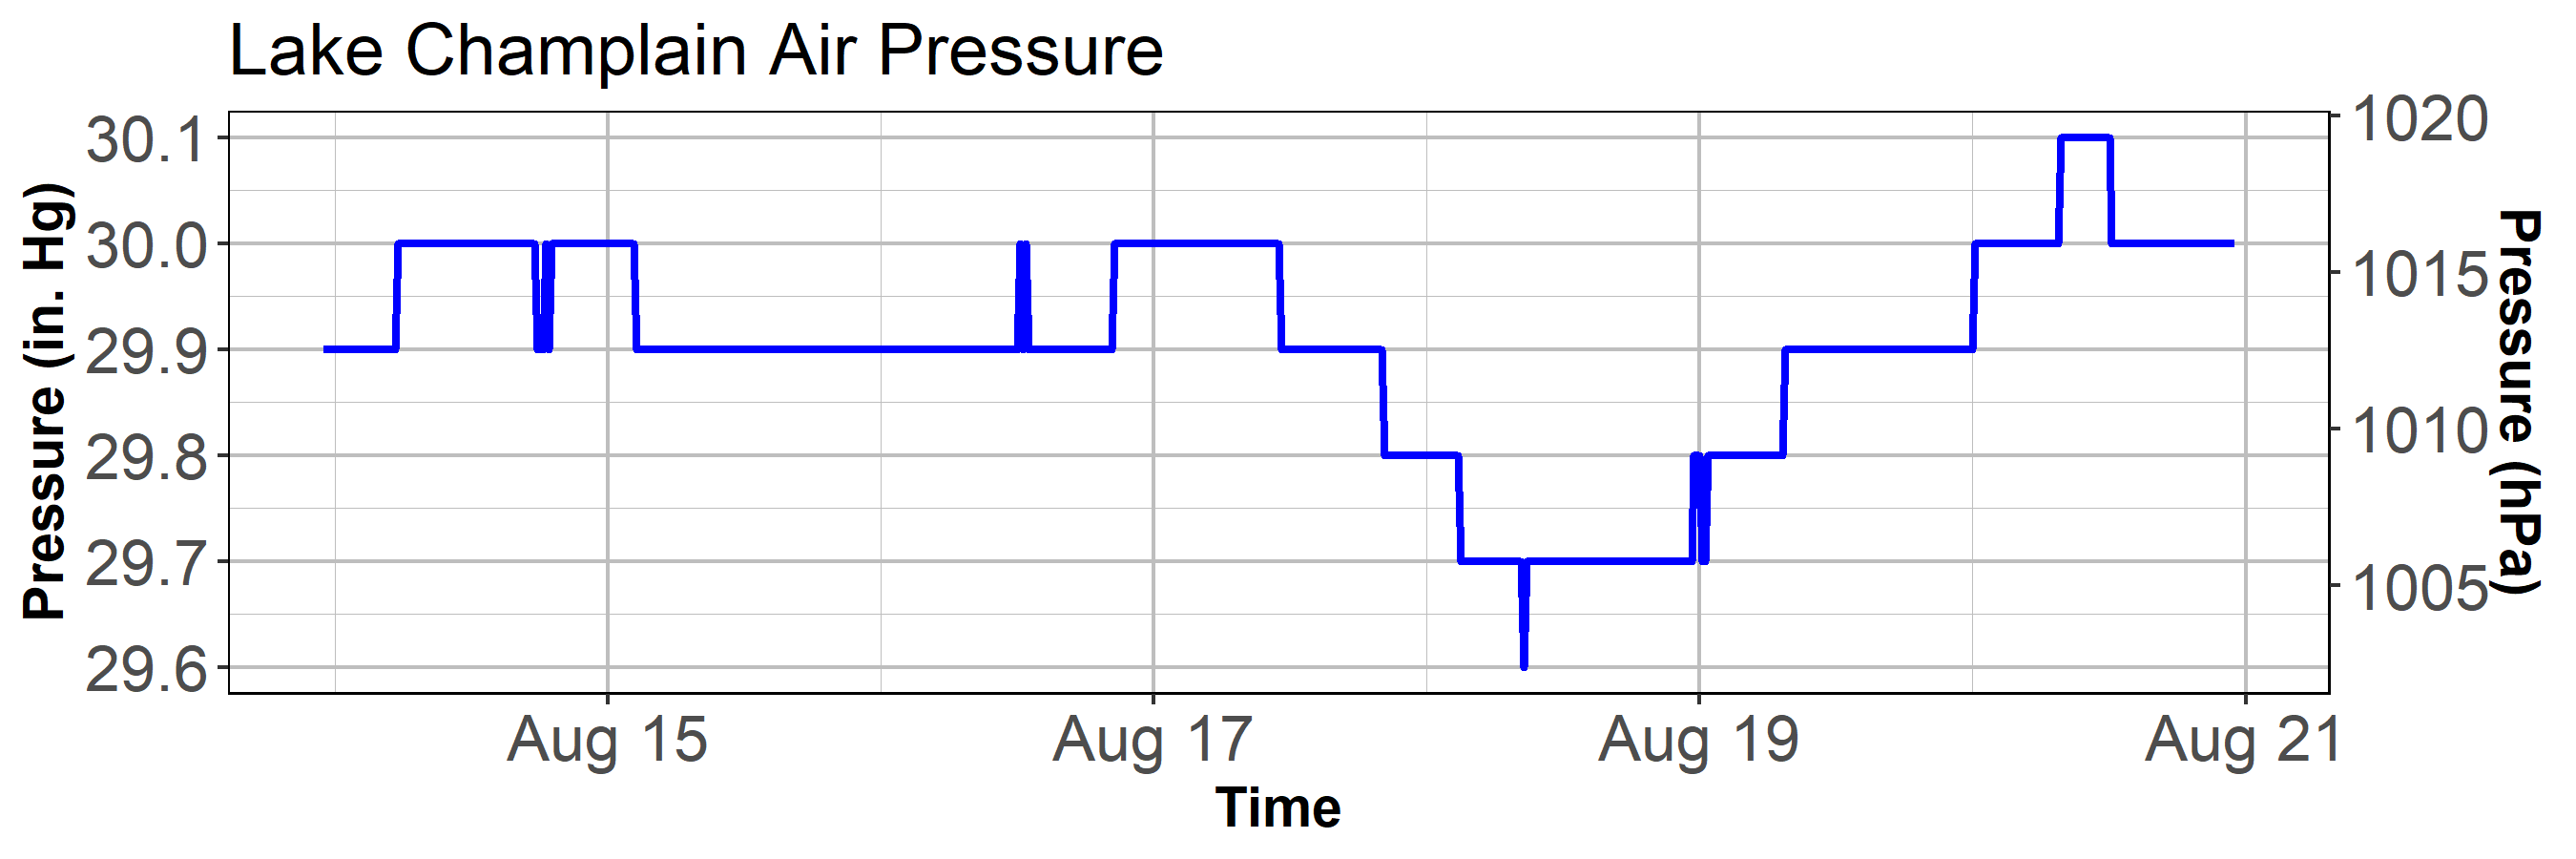 Lake Champlain Air Pressure
30.1
30.0
29.9
29.8
29.7
29.6
Pressure (in. Hg)
1020
1015
1010
1005
Pressure (hPa)
Aug 15 Aug 17 Aug 19 Aug 21
Time